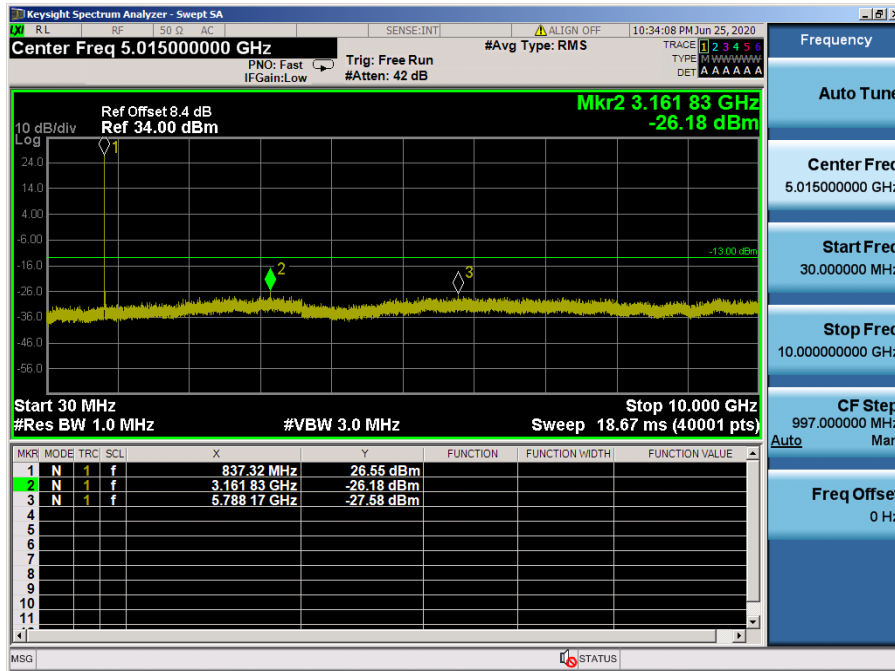 Keysight Spectrum Analyzer - Swept SA
LXI RL RF 50 Ω AC SENSE:INT ALIGN OFF 10:34:08 PM Jun 25, 2020
Center Freq 5.015000000 GHz #Avg Type: RMS TRACE 1 2 3 4 5 6
PNO: Fast Trig: Free Run TYPE M WWWWW
IFGain:Low #Atten: 42 dB DET A A A A A A
Mkr2 3.161 83 GHz
Ref Offset 8.4 dB
10 dB/div Ref 34.00 dBm -26.18 dBm
Log
1
24.0
14.0
4.00
-6.00
-13.00 dBm
-16.0
2
3
-26.0
-36.0
-46.0
-56.0
Start 30 MHz Stop 10.000 GHz
#Res BW 1.0 MHz #VBW 3.0 MHz Sweep 18.67 ms (40001 pts)
MKR MODE TRC SCL X Y FUNCTION FUNCTION WIDTH FUNCTION VALUE
1 N 1 f 837.32 MHz 26.55 dBm
2 N 1 f 3.161 83 GHz -26.18 dBm
3 N 1 f 5.788 17 GHz -27.58 dBm
4
5
6
7
8
9
10
11
MSG STATUS
Frequency
Auto Tune
Center Freq
5.015000000 GHz
Start Freq
30.000000 MHz
Stop Freq
10.000000000 GHz
CF Step
997.000000 MHz
Auto Man
Freq Offset
0 Hz